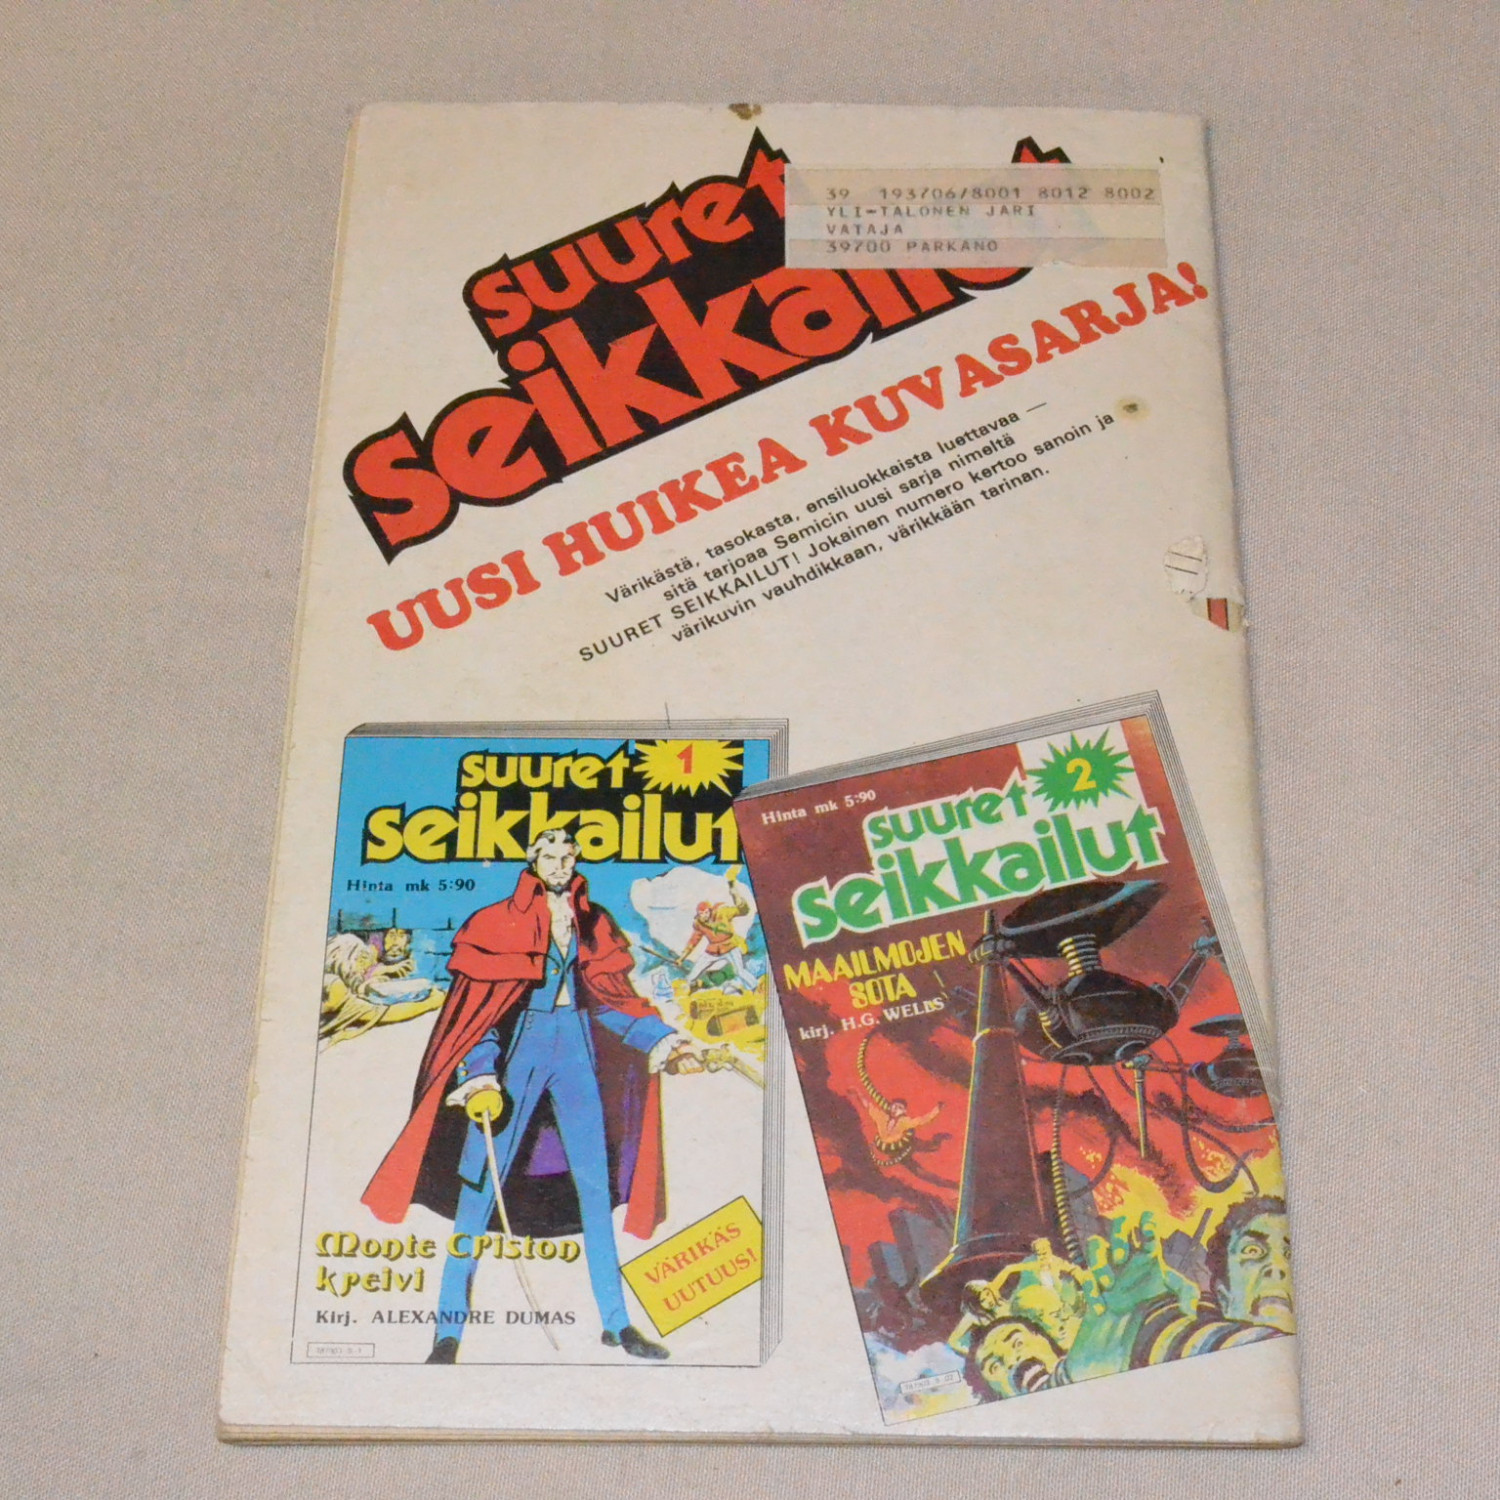 suuret
seikkailut
39 193706/8001 8012 8002
YLI-TALONEN JARI
VATAJA
39700 PARKANO
UUSI HUIKEA KUVASARJA!
Värikästä, tasokasta, ensiluokkaista luettavaa —
sitä tarjoaa Semicin uusi sarja nimeltä
SUURET SEIKKAILUT! Jokainen numero kertoo sanoin ja
värikuvin vauhdikkaan, värikkään tarinan.
suuret 1
seikkailut
Hinta mk 5:90
Monte Criston
kreivi
Kirj. ALEXANDRE DUMAS
VÄRIKÄS
UUTUUS!
Hinta mk 5:90
suuret 2
seikkailut
MAAILMOJEN
SOTA
kirj. H.G. WELLS